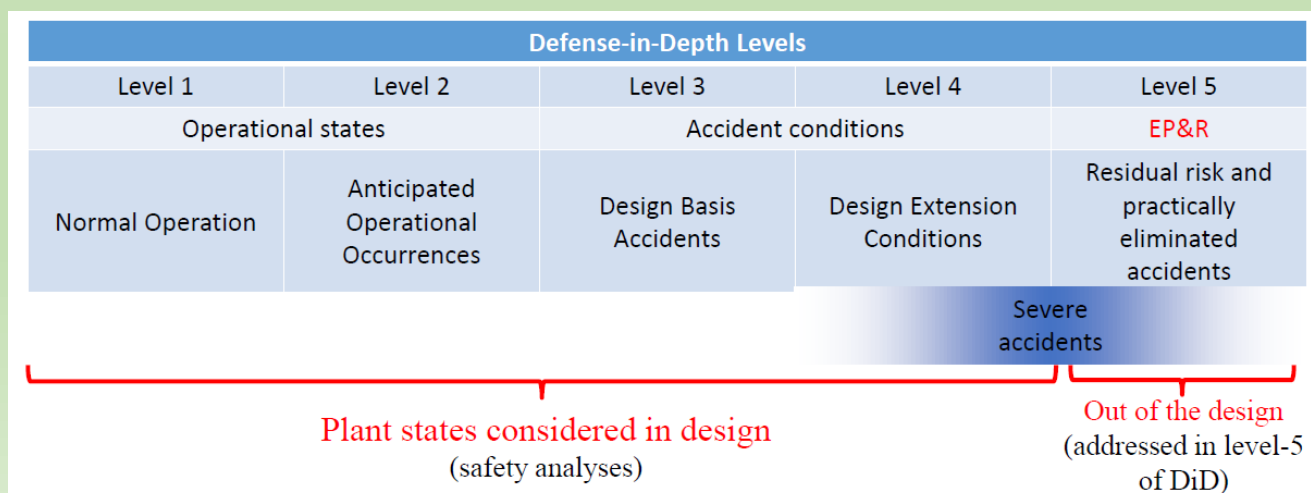 Defense-in-Depth Levels
Level 1 Level 2 Level 3 Level 4 Level 5
Operational states Accident conditions EP&R
Normal Operation
Anticipated
Operational
Occurrences
Design Basis
Accidents
Design Extension
Conditions
Residual risk and
practically
eliminated
accidents
Severe
accidents
Plant states considered in design
(safety analyses)
Out of the design
(addressed in level-5
of DiD)